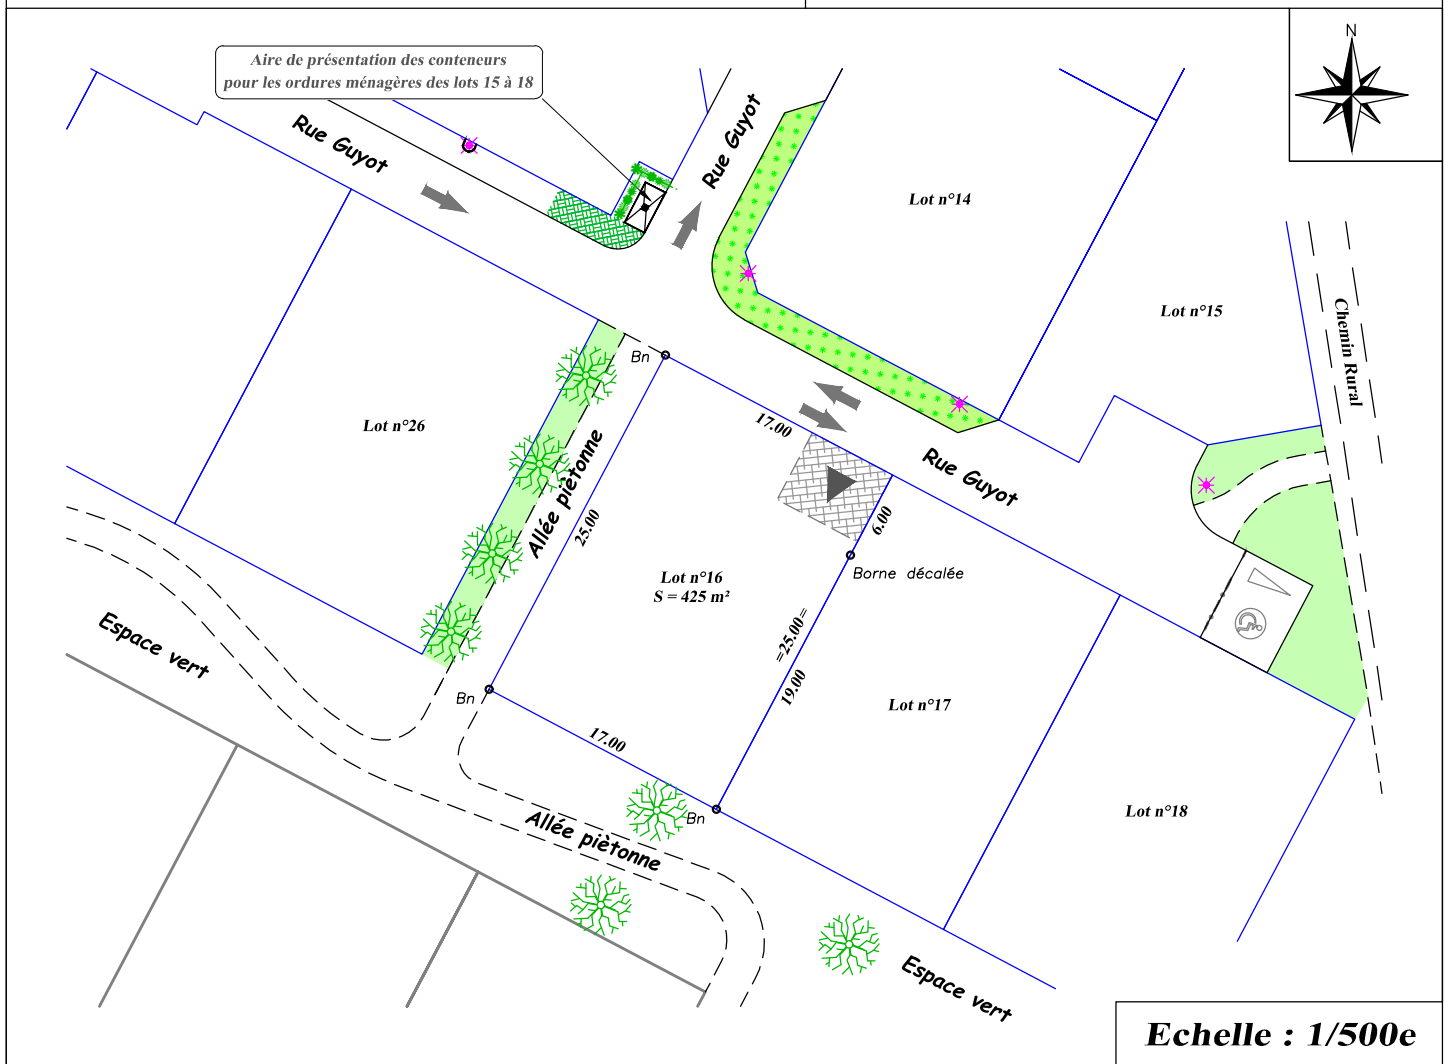 N
Aire de présentation des conteneurs
pour les ordures ménagères des lots 15 à 18
Rue Guyot
Rue Guyot
Lot n°14
Lot n°15
Chemin Rural
Bn
Lot n°26
17.00
Allée piètonne
25.00
Rue Guyot
6.00
Borne décalée
Lot n°16
S = 425 m²
=25.00=
19.00
Espace vert
Bn
Lot n°17
17.00
Lot n°18
Bn
Allée piètonne
Espace vert
Echelle : 1/500e